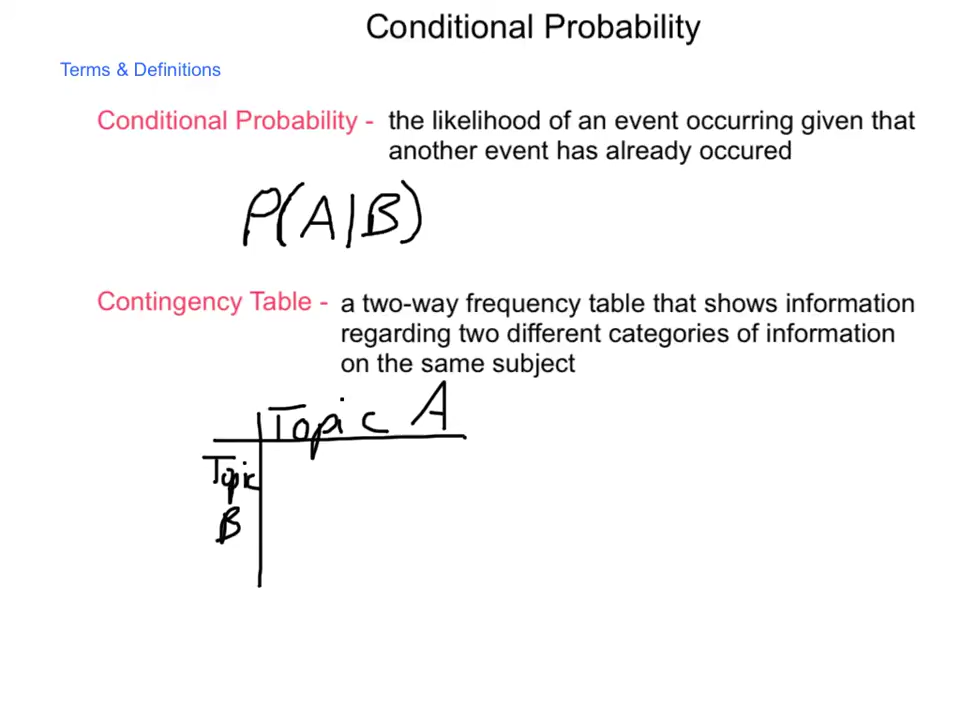 Conditional Probability
Terms & Definitions
Conditional Probability - the likelihood of an event occurring given that
another event has already occured
P(A|B)
Contingency Table - a two-way frequency table that shows information
regarding two different categories of information
on the same subject
Topic A
Topic
B